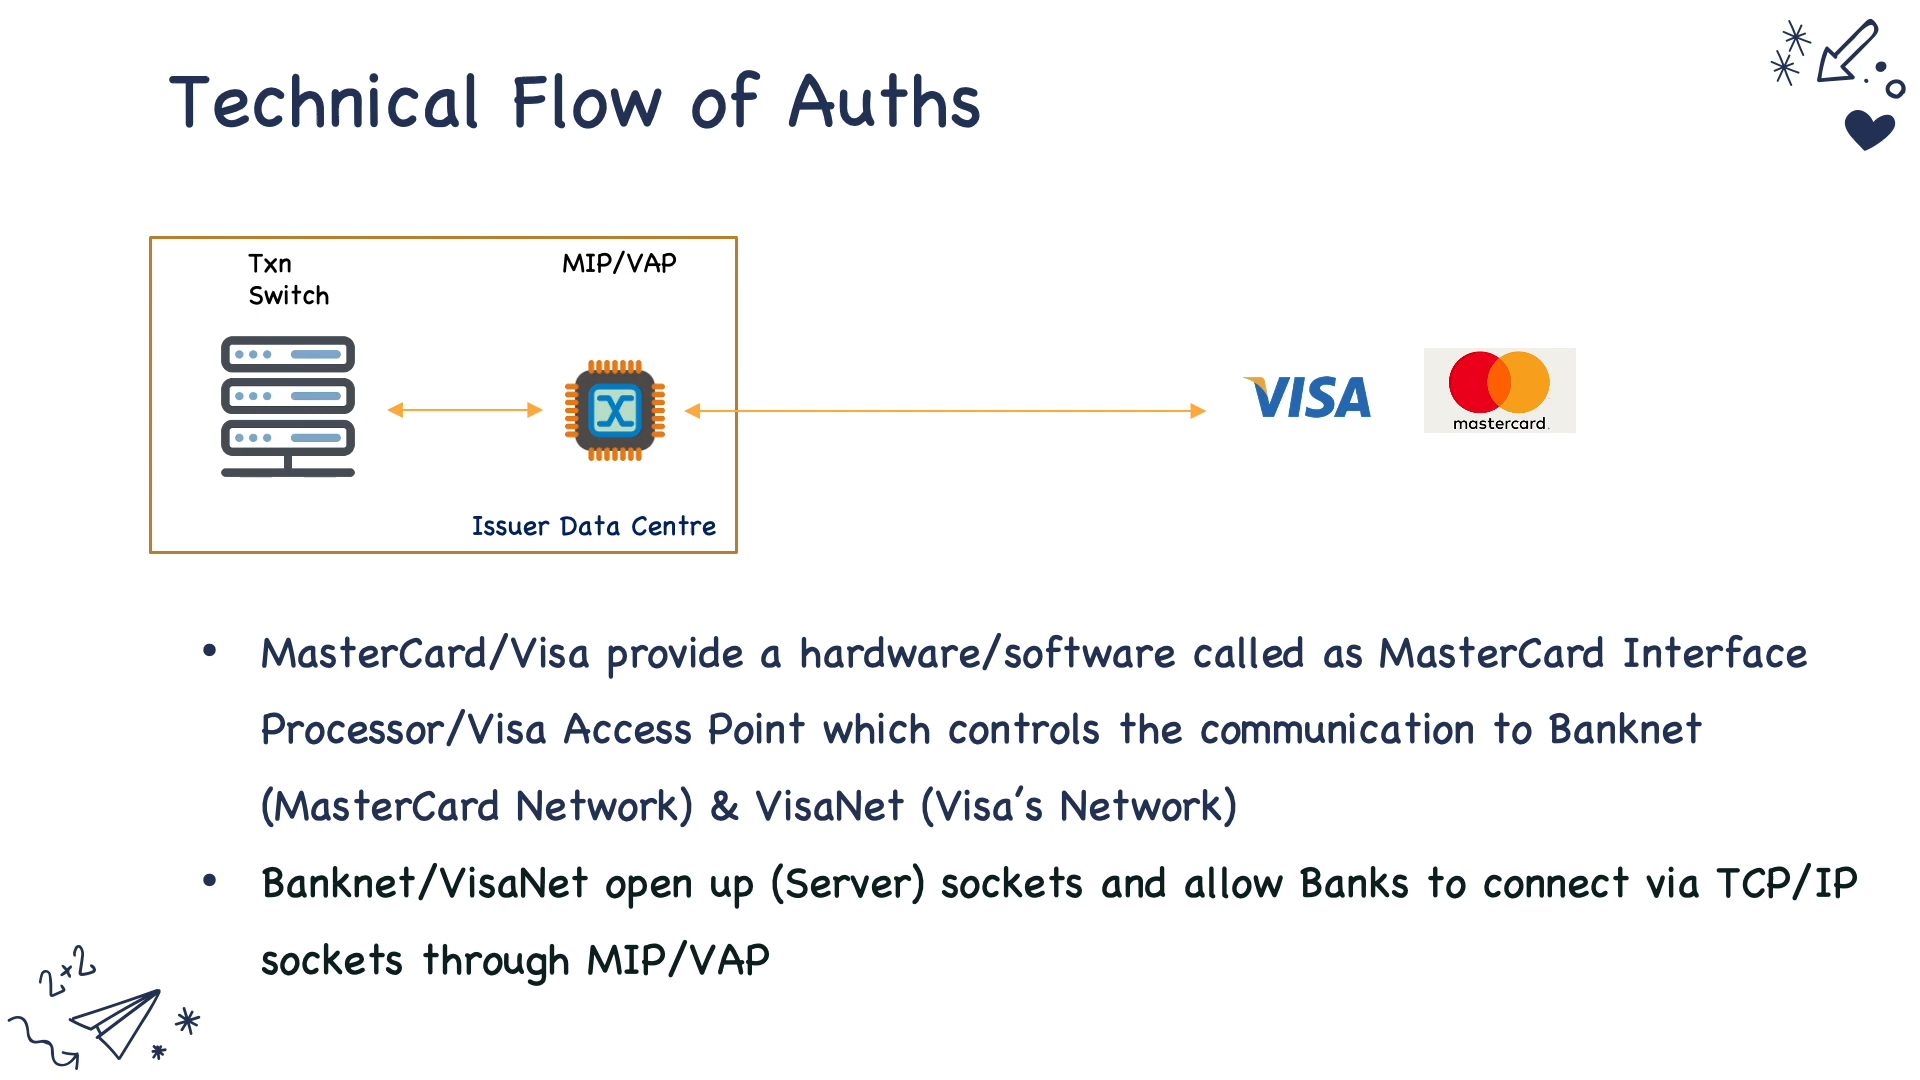 Technical Flow of Auths
Txn
Switch
MIP/VAP
VISA
mastercard.
Issuer Data Centre
• MasterCard/Visa provide a hardware/software called as MasterCard Interface
Processor/Visa Access Point which controls the communication to Banknet
(MasterCard Network) & VisaNet (Visa's Network)
• Banknet/VisaNet open up (Server) sockets and allow Banks to connect via TCP/IP
sockets through MIP/VAP
2x2